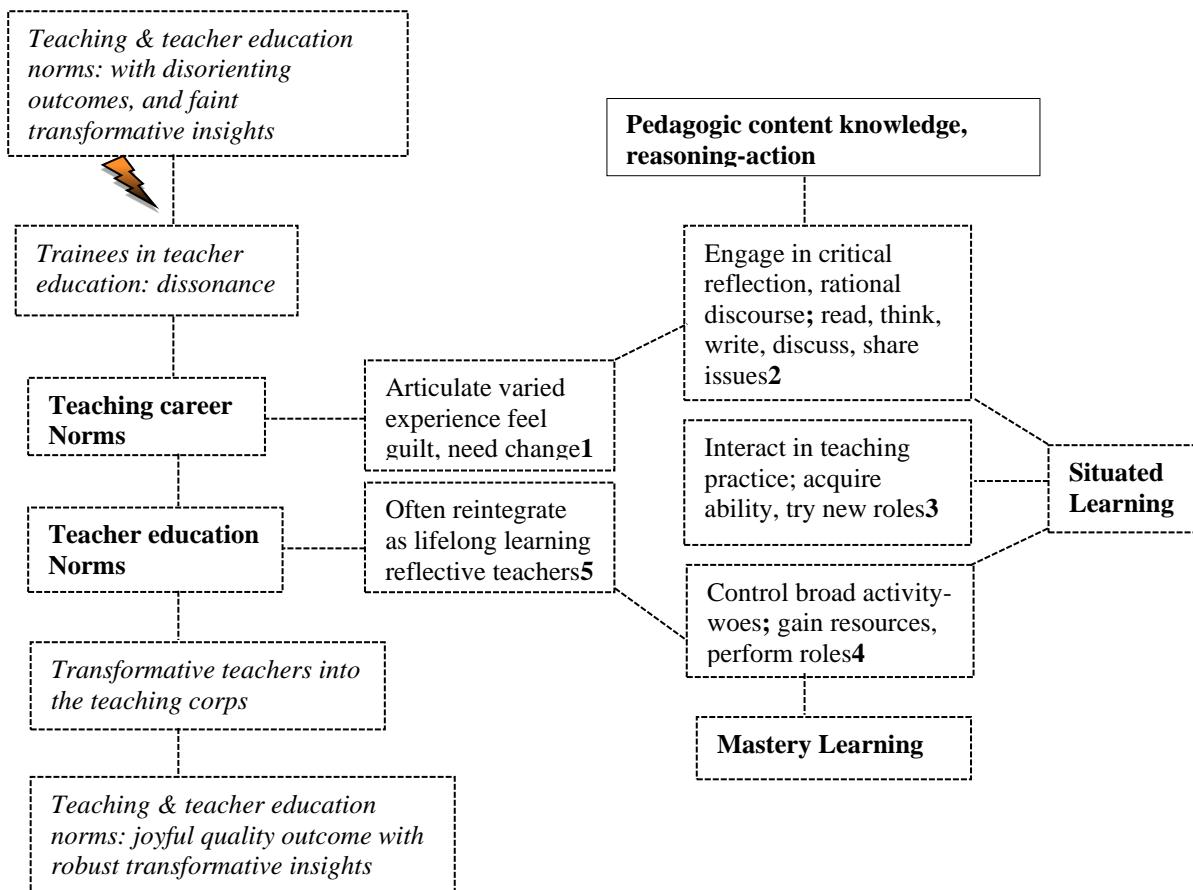 Teaching & teacher education
norms: with disorienting
outcomes, and faint
transformative insights
Pedagogic content knowledge,
reasoning-action
Trainees in teacher
education: dissonance
Engage in critical
reflection, rational
discourse; read, think,
write, discuss, share
issues2
Teaching career
Norms
Articulate varied
experience feel
guilt, need change1
Interact in teaching
practice; acquire
ability, try new roles3
Situated
Learning
Teacher education
Norms
Often reintegrate
as lifelong learning
reflective teachers5
Control broad activity-
woes; gain resources,
perform roles4
Transformative teachers into
the teaching corps
Mastery Learning
Teaching & teacher education
norms: joyful quality outcome with
robust transformative insights